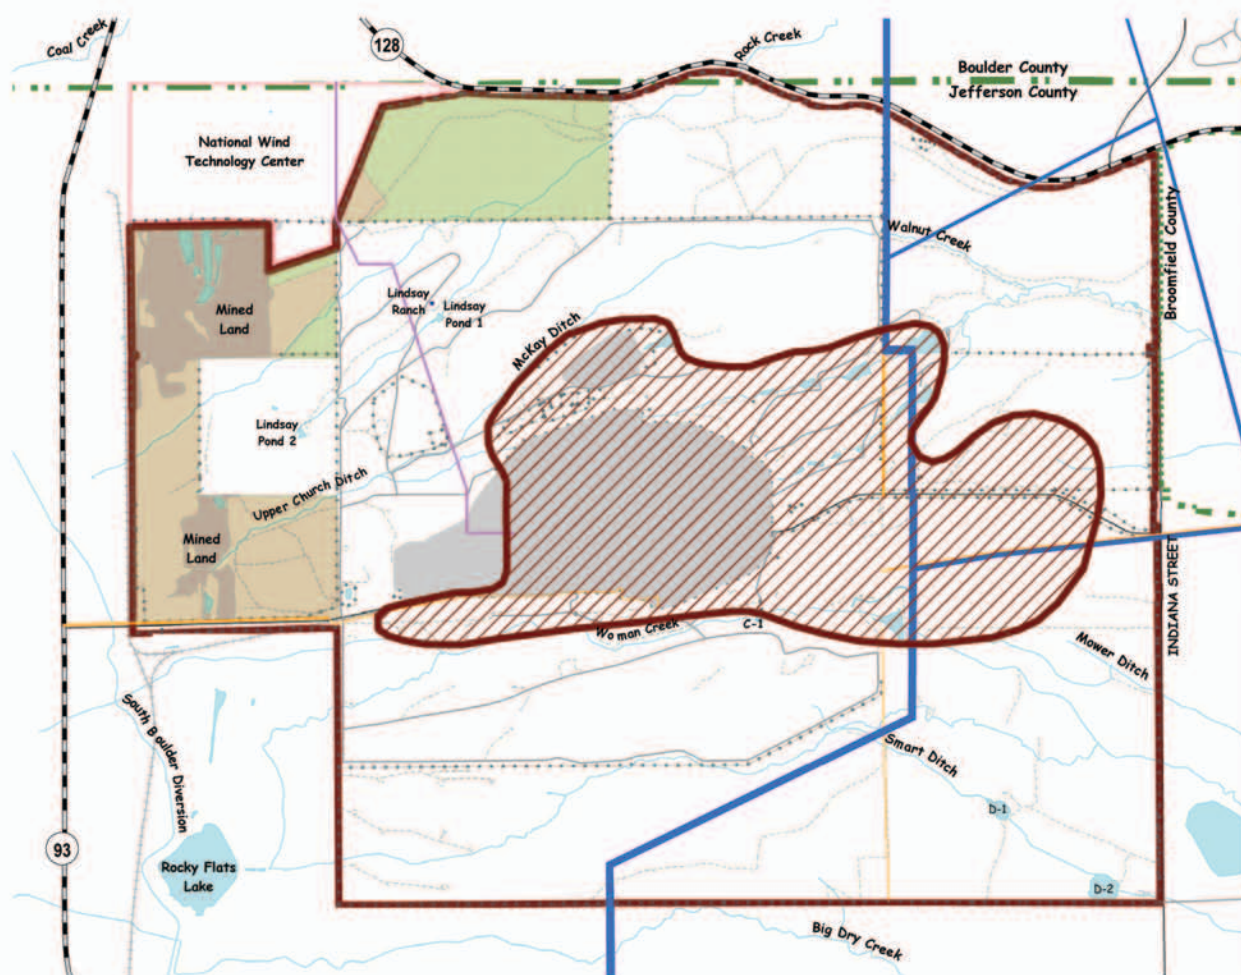 Coal Creek
128
Rock Creek
Boulder County
Jefferson County
National Wind
Technology Center
Walnut Creek
Broomfield County
Lindsay
Ranch
Lindsay
Pond 1
Mined
Land
McKay Ditch
Lindsay
Pond 2
Upper Church Ditch
Mined
Land
INDIANA STREET
Woman Creek
C-1
Mower Ditch
South Boulder Diversion
Smart Ditch
D-1
93
Rocky Flats
Lake
D-2
Big Dry Creek